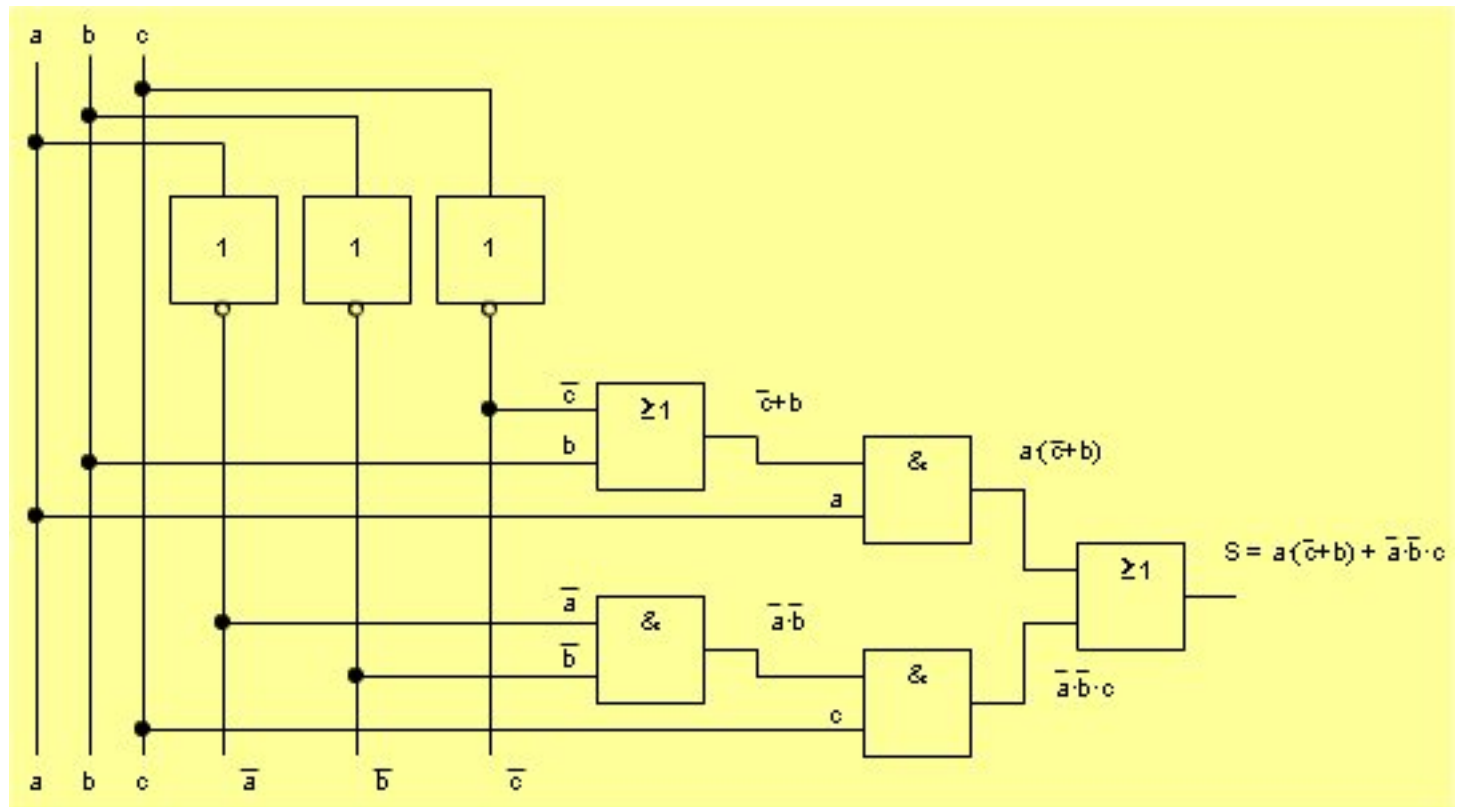 a b c
1 1 1
c̅ ≥1 c̅+b
b
& a·(c̅+b)
a
≥1 S = a·(c̅+b) + a̅·b̅·c
a̅ & a̅·b̅
b̅
& a̅·b̅·c
c
a b c a̅ b̅ c̅